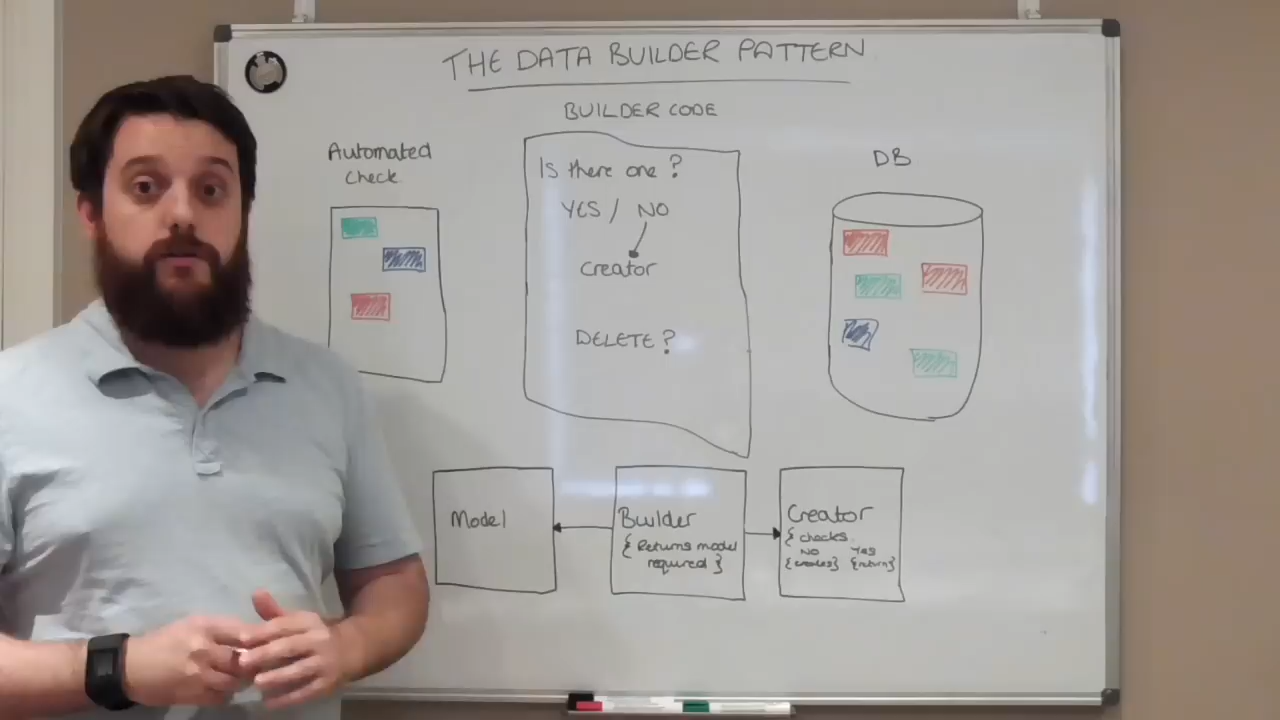 THE DATA BUILDER PATTERN
BUILDER CODE
Automated
Check
Is there one?
YES / NO
Creator
DELETE?
DB
Model
Builder
{ Returns model
required }
Creator
{ checks
NO YES
{creates} {return}